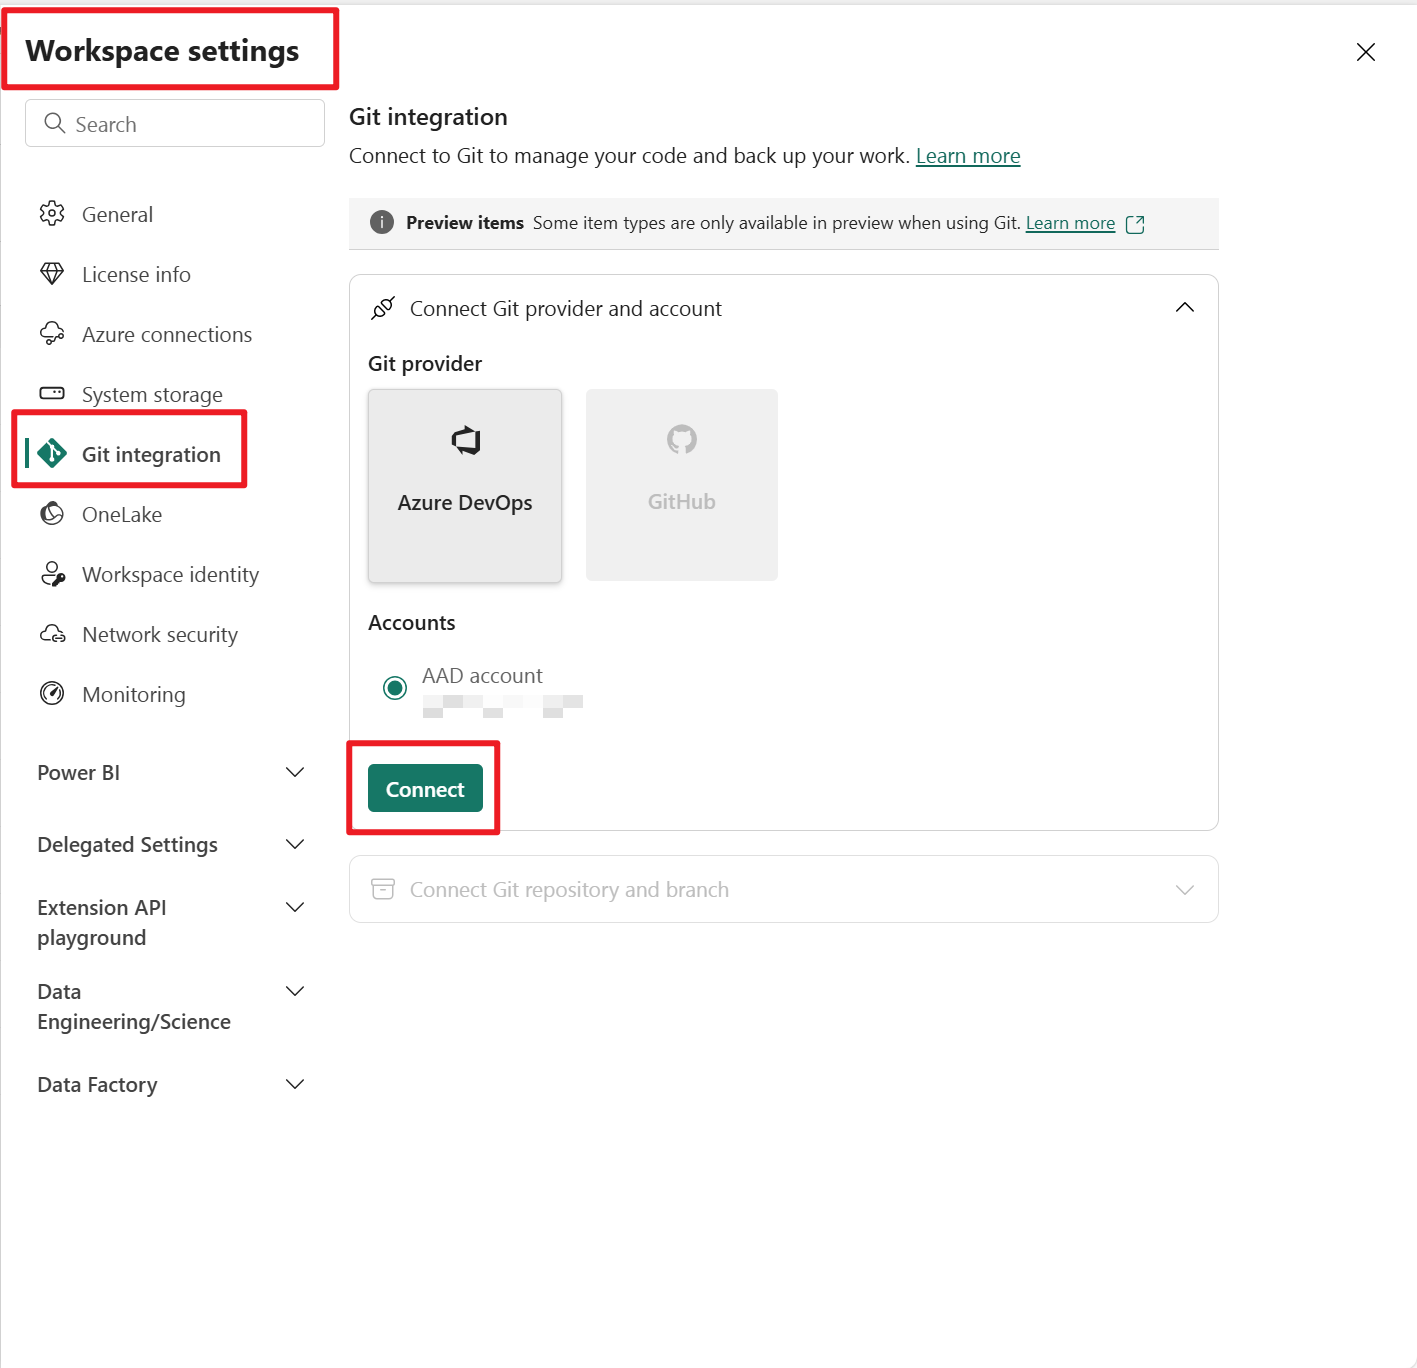 Workspace settings
Search
General
License info
Azure connections
System storage
Git integration
OneLake
Workspace identity
Network security
Monitoring
Power BI
Delegated Settings
Extension API
playground
Data
Engineering/Science
Data Factory
Git integration
Connect to Git to manage your code and back up your work. Learn more
Preview items Some item types are only available in preview when using Git. Learn more
Connect Git provider and account
Git provider
Azure DevOps
GitHub
Accounts
AAD account
Connect
Connect Git repository and branch